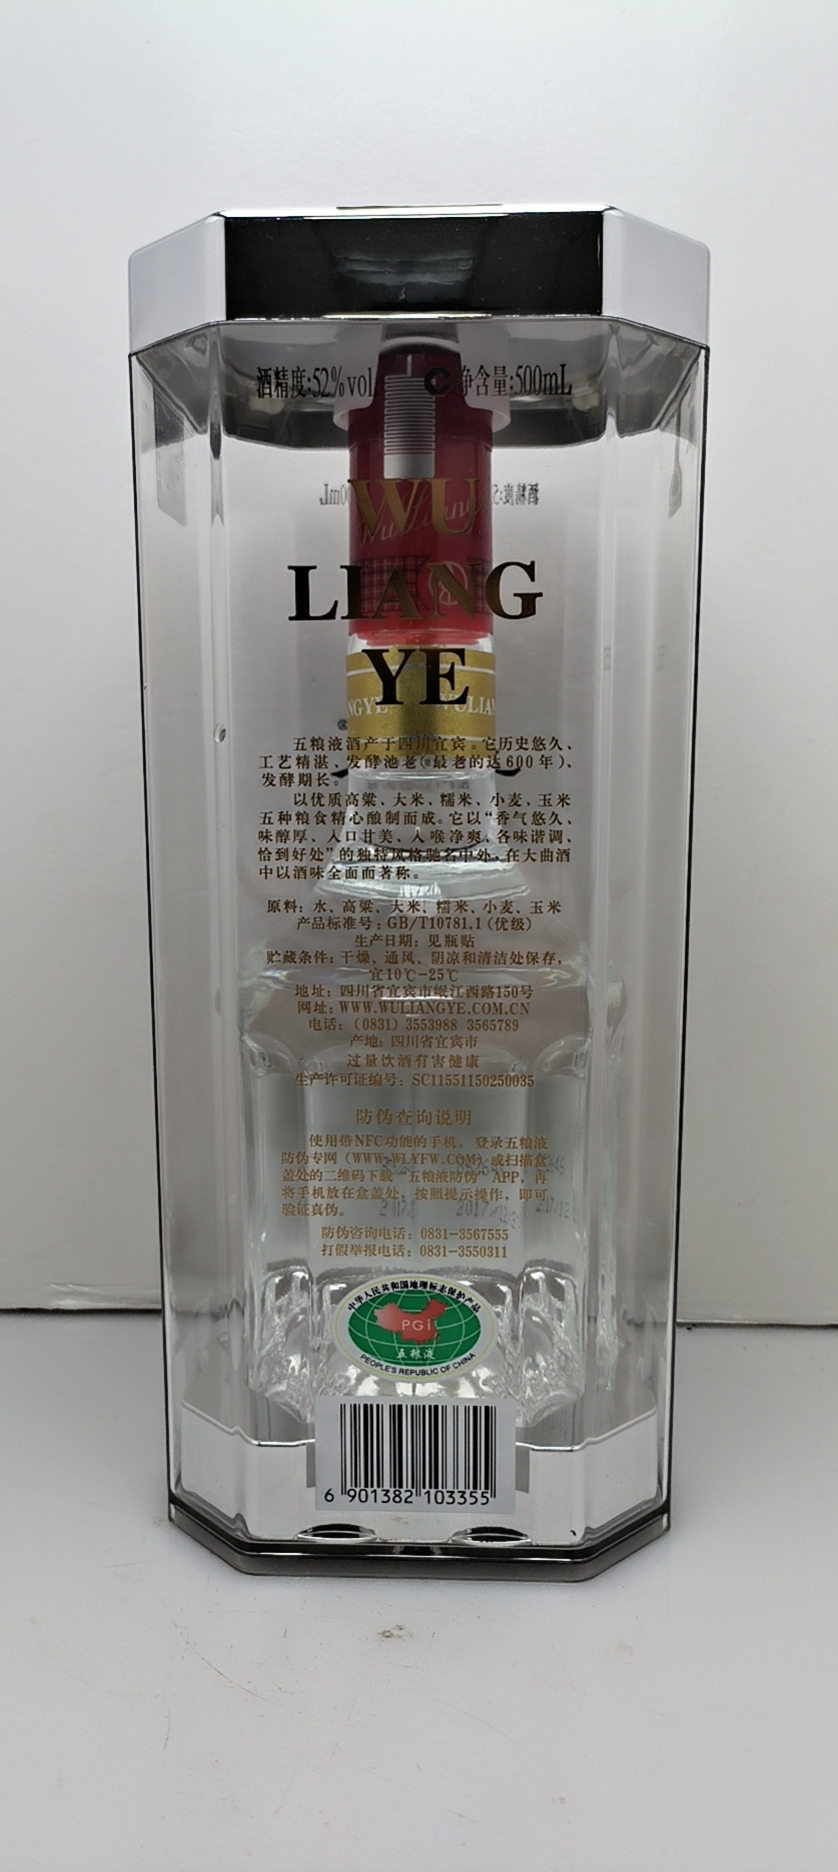 酒精度:52%vol
净含量:500mL
WU
LIANG
YE
五粮液酒产于四川宜宾。它历史悠久、
工艺精湛、发酵池老(最老的达600年)、
发酵期长。
以优质高粱、大米、糯米、小麦、玉米
五种粮食精心酿制而成。它以“香气悠久、
味醇厚、入口甘美、入喉净爽、各味谐调、
恰到好处”的独特风格驰名中外,在大曲酒
中以酒味全面而著称。
原料:水、高粱、大米、糯米、小麦、玉米
产品标准号:GB/T10781.1(优级)
生产日期:见瓶贴
贮藏条件:干燥、通风、阴凉和清洁处保存,
宜10℃-25℃
地址:四川省宜宾市岷江西路150号
网址:WWW.WULIANGYE.COM.CN
电话:(0831) 3553988 3565789
产地:四川省宜宾市
过量饮酒有害健康
生产许可证编号:SC11551150250035
防伪查询说明
使用带NFC功能的手机,登录五粮液
防伪专网(WWW.WLYFW.COM)或扫描盒
盖处的二维码下载“五粮液防伪”APP,再
将手机放在盒盖处,按照提示操作,即可
验证真伪。
防伪咨询电话:0831-3567555
打假举报电话:0831-3550311
中华人民共和国地理标志保护产品
PGI
五粮液
PEOPLE'S REPUBLIC OF CHINA
6 901382 103355